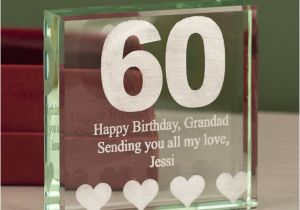 60
Happy Birthday, Grandad
Sending you all my love,
Jessi